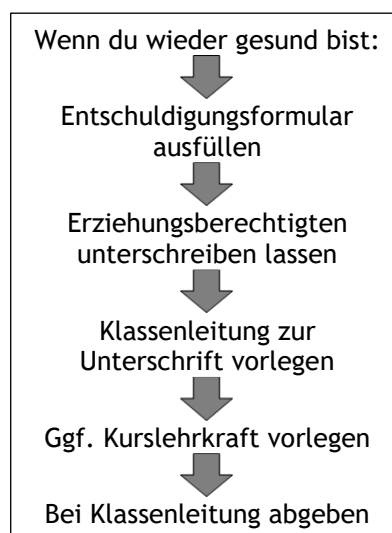 Wenn du wieder gesund bist:
Entschuldigungsformular
ausfüllen
Erziehungsberechtigten
unterschreiben lassen
Klassenleitung zur
Unterschrift vorlegen
Ggf. Kurslehrkraft vorlegen
Bei Klassenleitung abgeben